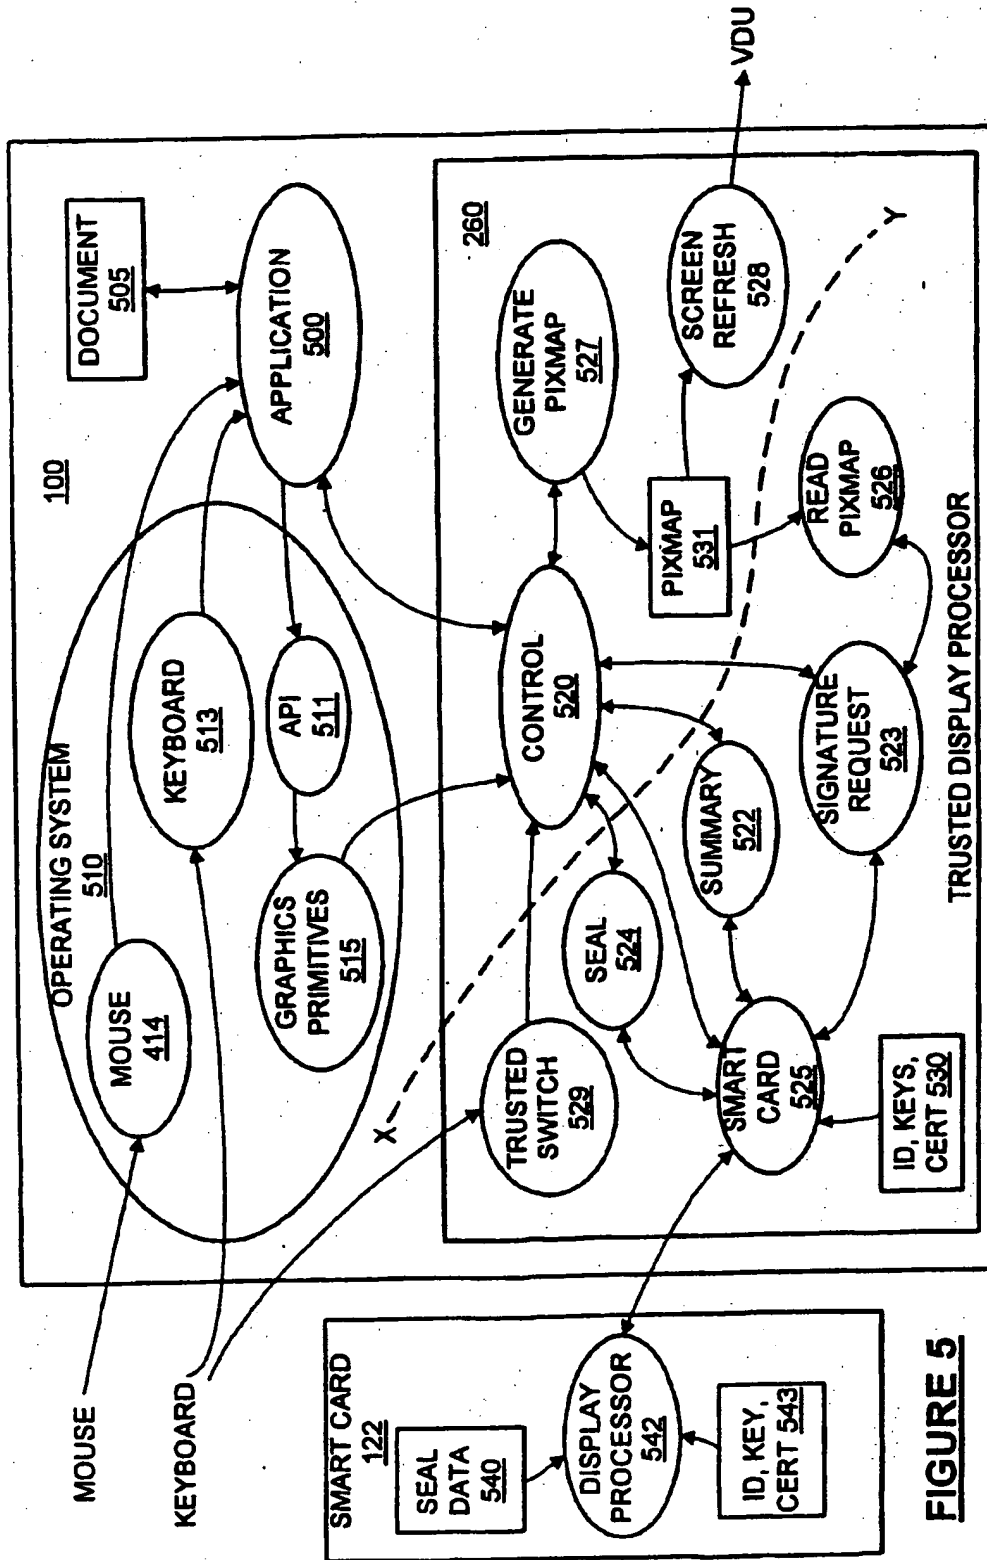 MOUSE
KEYBOARD
100
OPERATING SYSTEM
510
MOUSE
414
KEYBOARD
513
API
511
GRAPHICS
PRIMITIVES
515
DOCUMENT
505
APPLICATION
500
260
TRUSTED
SWITCH
529
CONTROL
520
GENERATE
PIXMAP
527
PIXMAP
531
SCREEN
REFRESH
528
VDU
X
Y
SEAL
524
SUMMARY
522
SIGNATURE
REQUEST
523
READ
PIXMAP
526
SMART
CARD
525
ID, KEYS,
CERT 530
TRUSTED DISPLAY PROCESSOR
SMART CARD
122
SEAL
DATA
540
DISPLAY
PROCESSOR
542
ID, KEY,
CERT 543
FIGURE 5